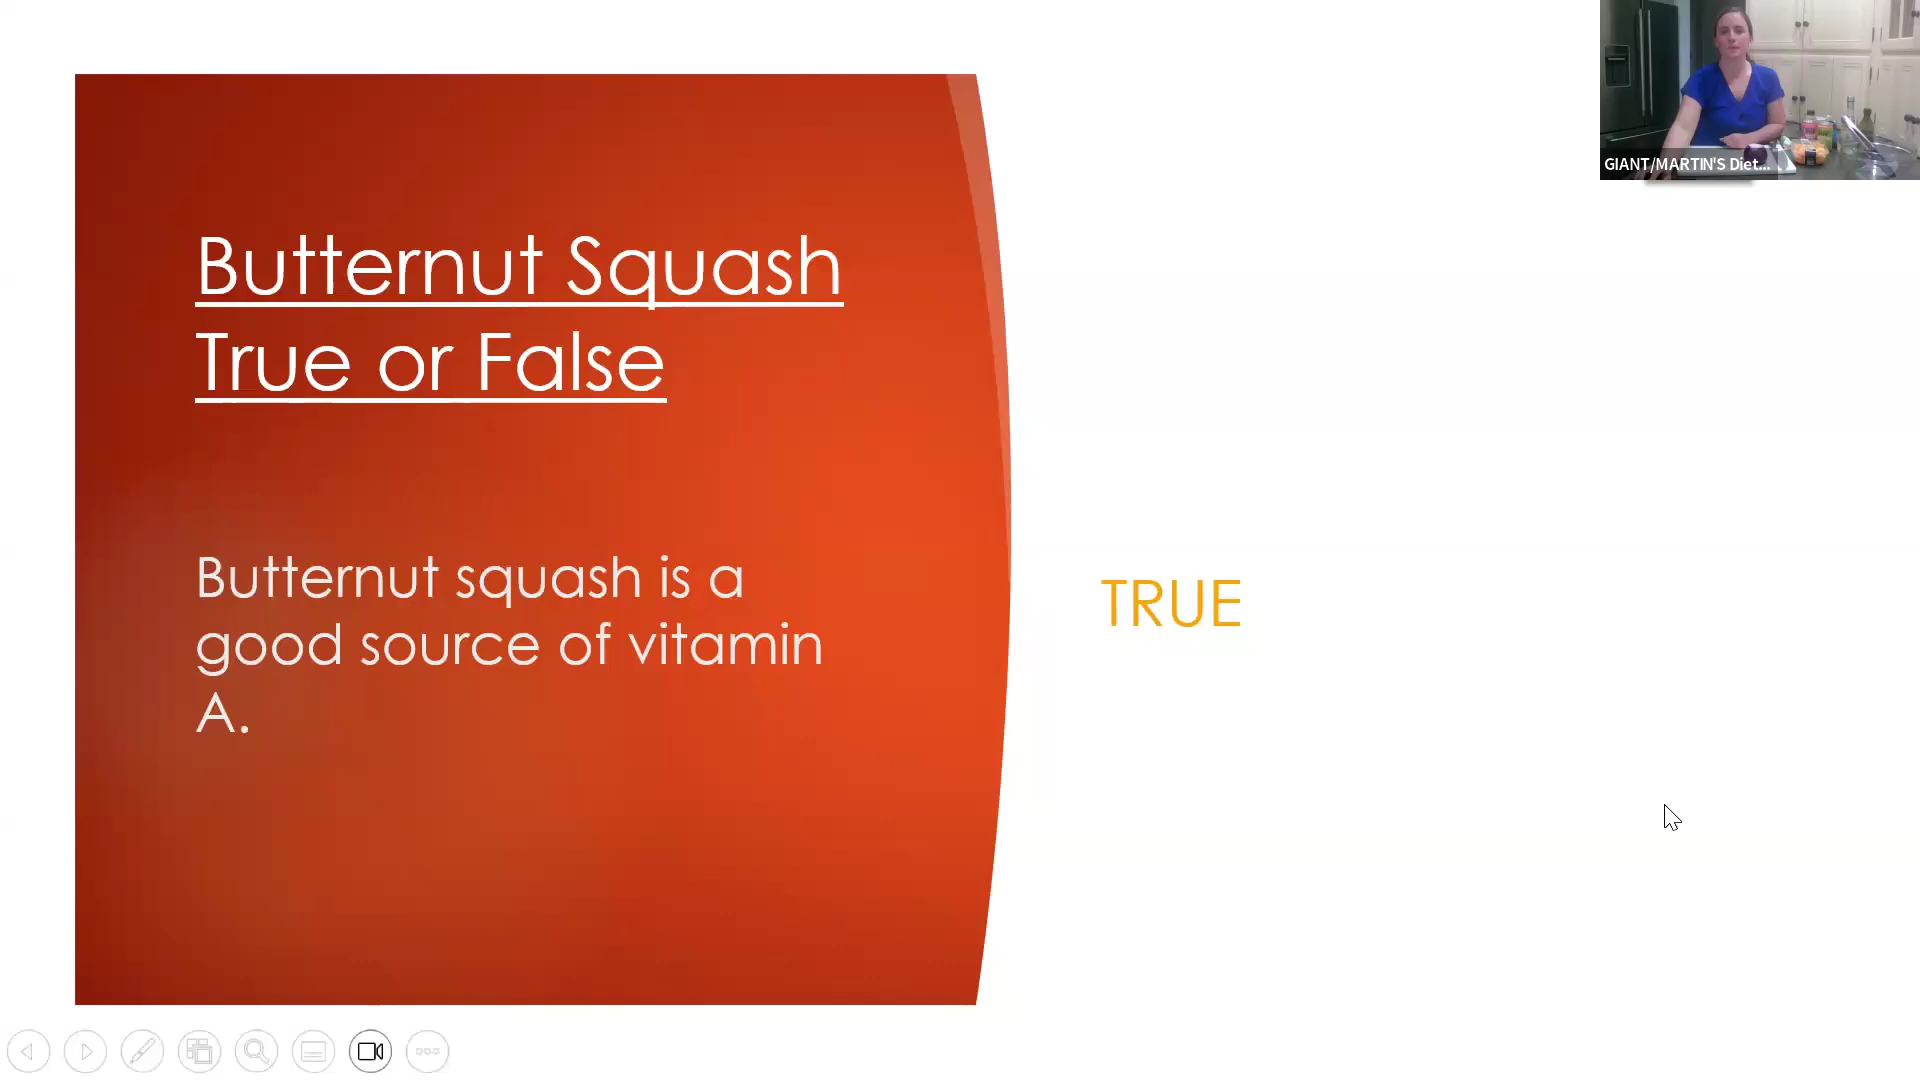 GIANT/MARTIN'S Diet...
Butternut Squash
True or False
Butternut squash is a
good source of vitamin
A.
TRUE